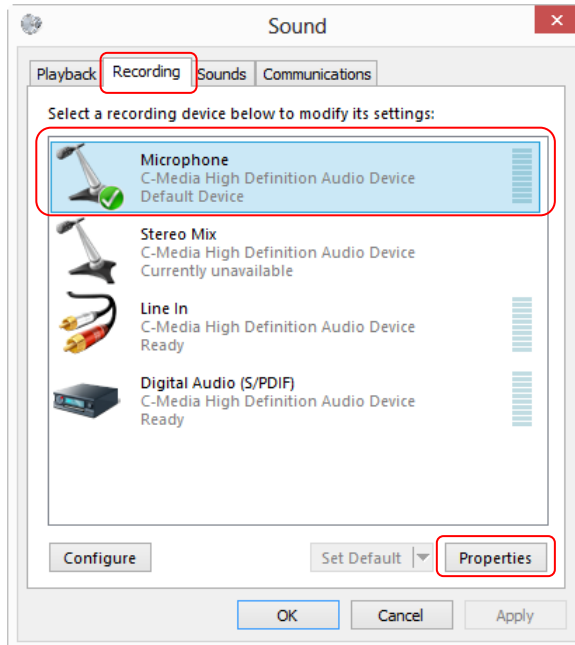 Sound
Playback Recording Sounds Communications
Select a recording device below to modify its settings:
Microphone
C-Media High Definition Audio Device
Default Device
Stereo Mix
C-Media High Definition Audio Device
Currently unavailable
Line In
C-Media High Definition Audio Device
Ready
Digital Audio (S/PDIF)
C-Media High Definition Audio Device
Ready
Configure Set Default Properties
OK Cancel Apply